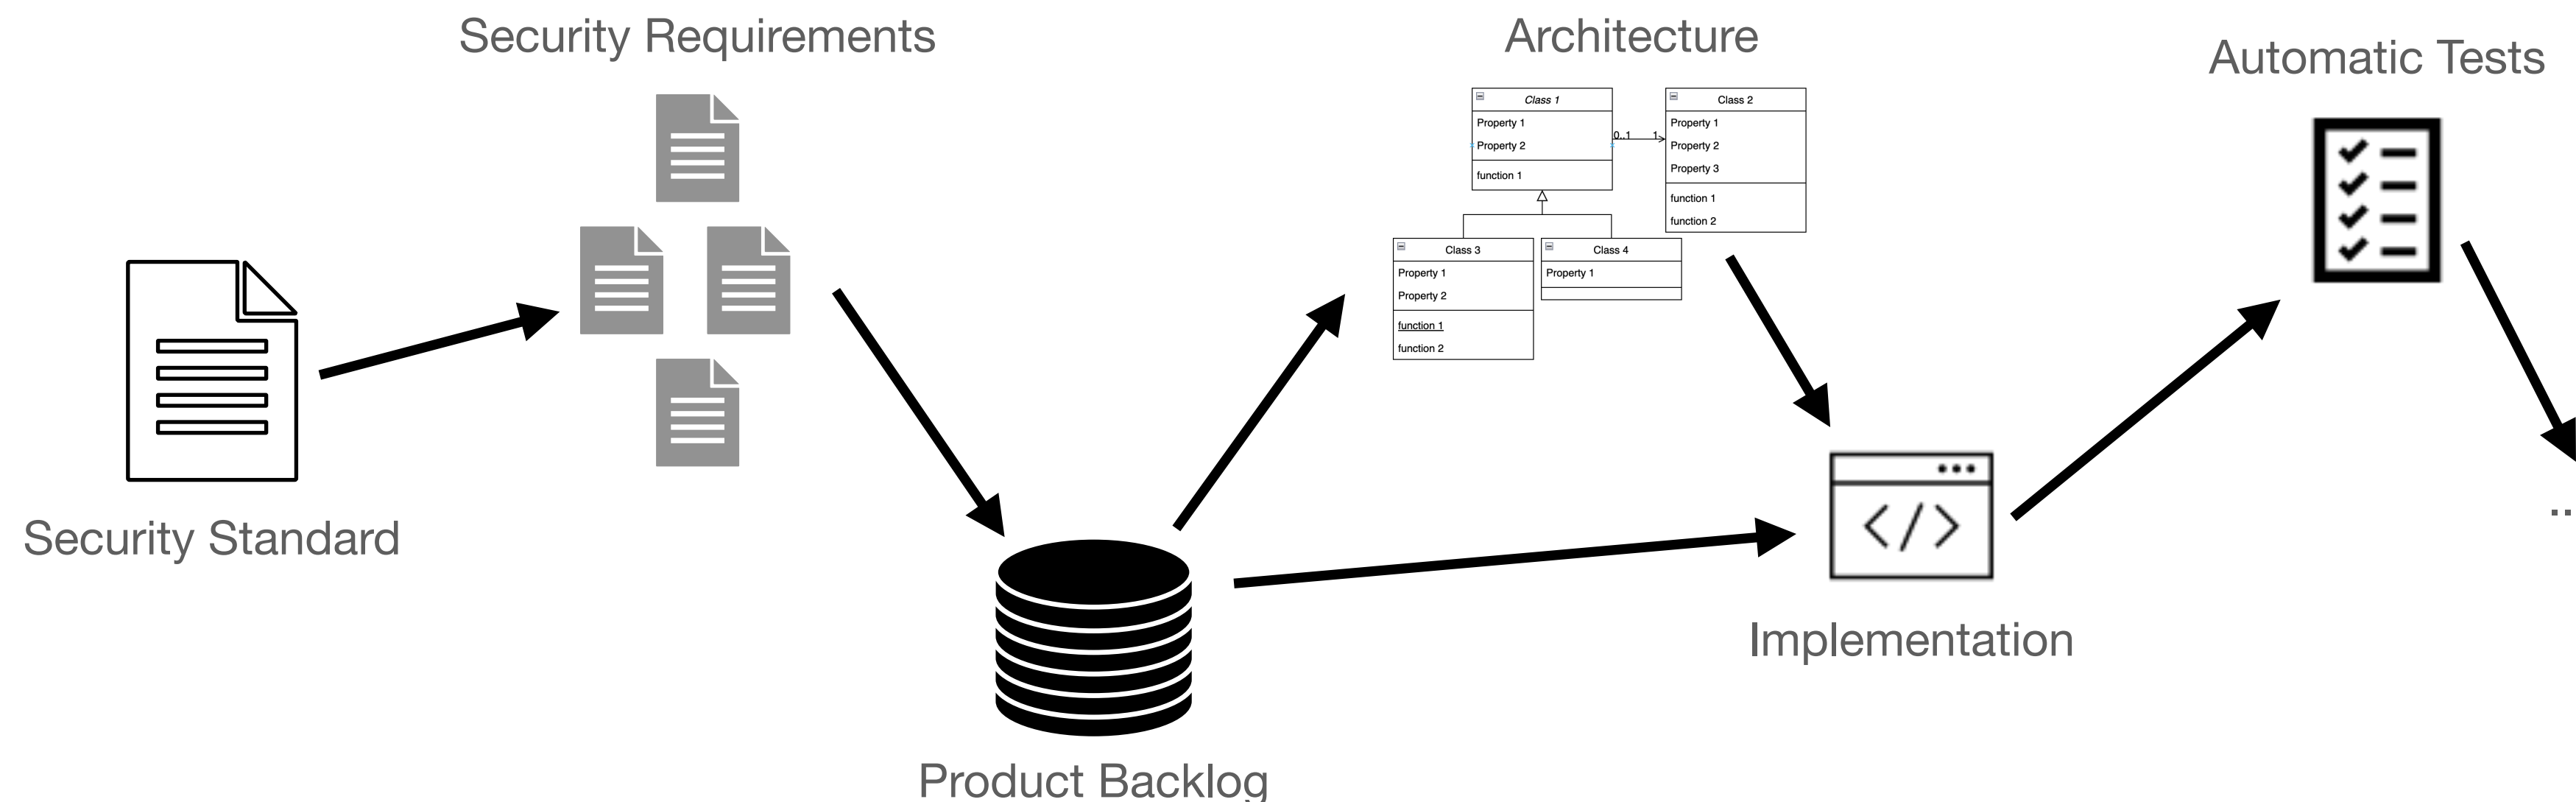 Security Requirements
Architecture
Automatic Tests
Class 1
Property 1
Property 2
function 1
0..1
1
Class 2
Property 1
Property 2
Property 3
function 1
function 2
Class 3
Property 1
Property 2
function 1
function 2
Class 4
Property 1
</>
..
Security Standard
Implementation
Product Backlog